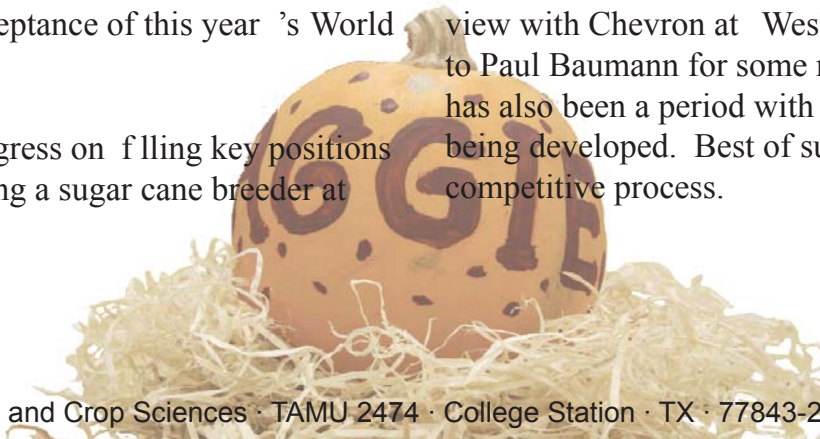 eptance of this year ’s World
gress on f lling key positions
ng a sugar cane breeder at
view with Chevron at Wes
to Paul Baumann for some
has also been a period with
being developed. Best of su
competitive process.
AGGIE
and Crop Sciences · TAMU 2474 · College Station · TX · 77843-2